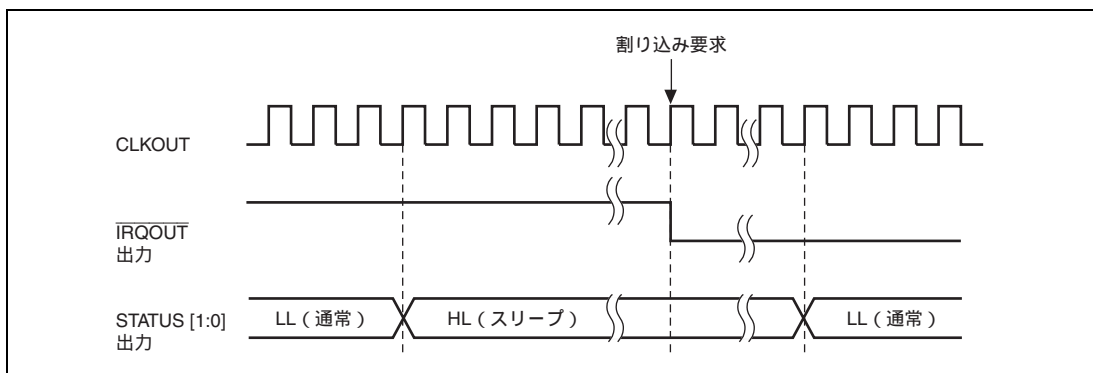 割り込み要求
CLKOUT
IRQOUT
出力
STATUS [1:0]
出力
LL（通常）
HL（スリープ）
LL（通常）